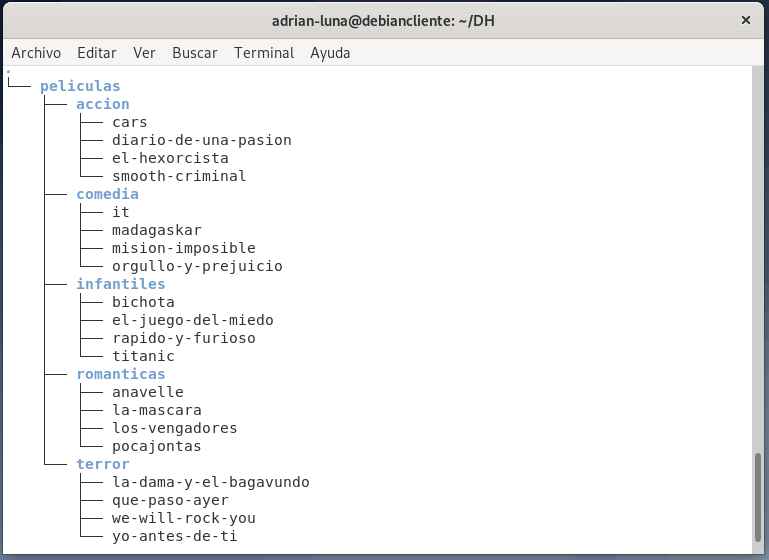 adrian-luna@debiancliente: ~/DH
Archivo Editar Ver Buscar Terminal Ayuda
.
└── peliculas
    ├── accion
    │   ├── cars
    │   ├── diario-de-una-pasion
    │   ├── el-hexorcista
    │   └── smooth-criminal
    ├── comedia
    │   ├── it
    │   ├── madagaskar
    │   ├── mision-imposible
    │   └── orgullo-y-prejuicio
    ├── infantiles
    │   ├── bichota
    │   ├── el-juego-del-miedo
    │   ├── rapido-y-furioso
    │   └── titanic
    ├── romanticas
    │   ├── anavelle
    │   ├── la-mascara
    │   ├── los-vengadores
    │   └── pocajontas
    └── terror
        ├── la-dama-y-el-bagavundo
        ├── que-paso-ayer
        ├── we-will-rock-you
        └── yo-antes-de-ti